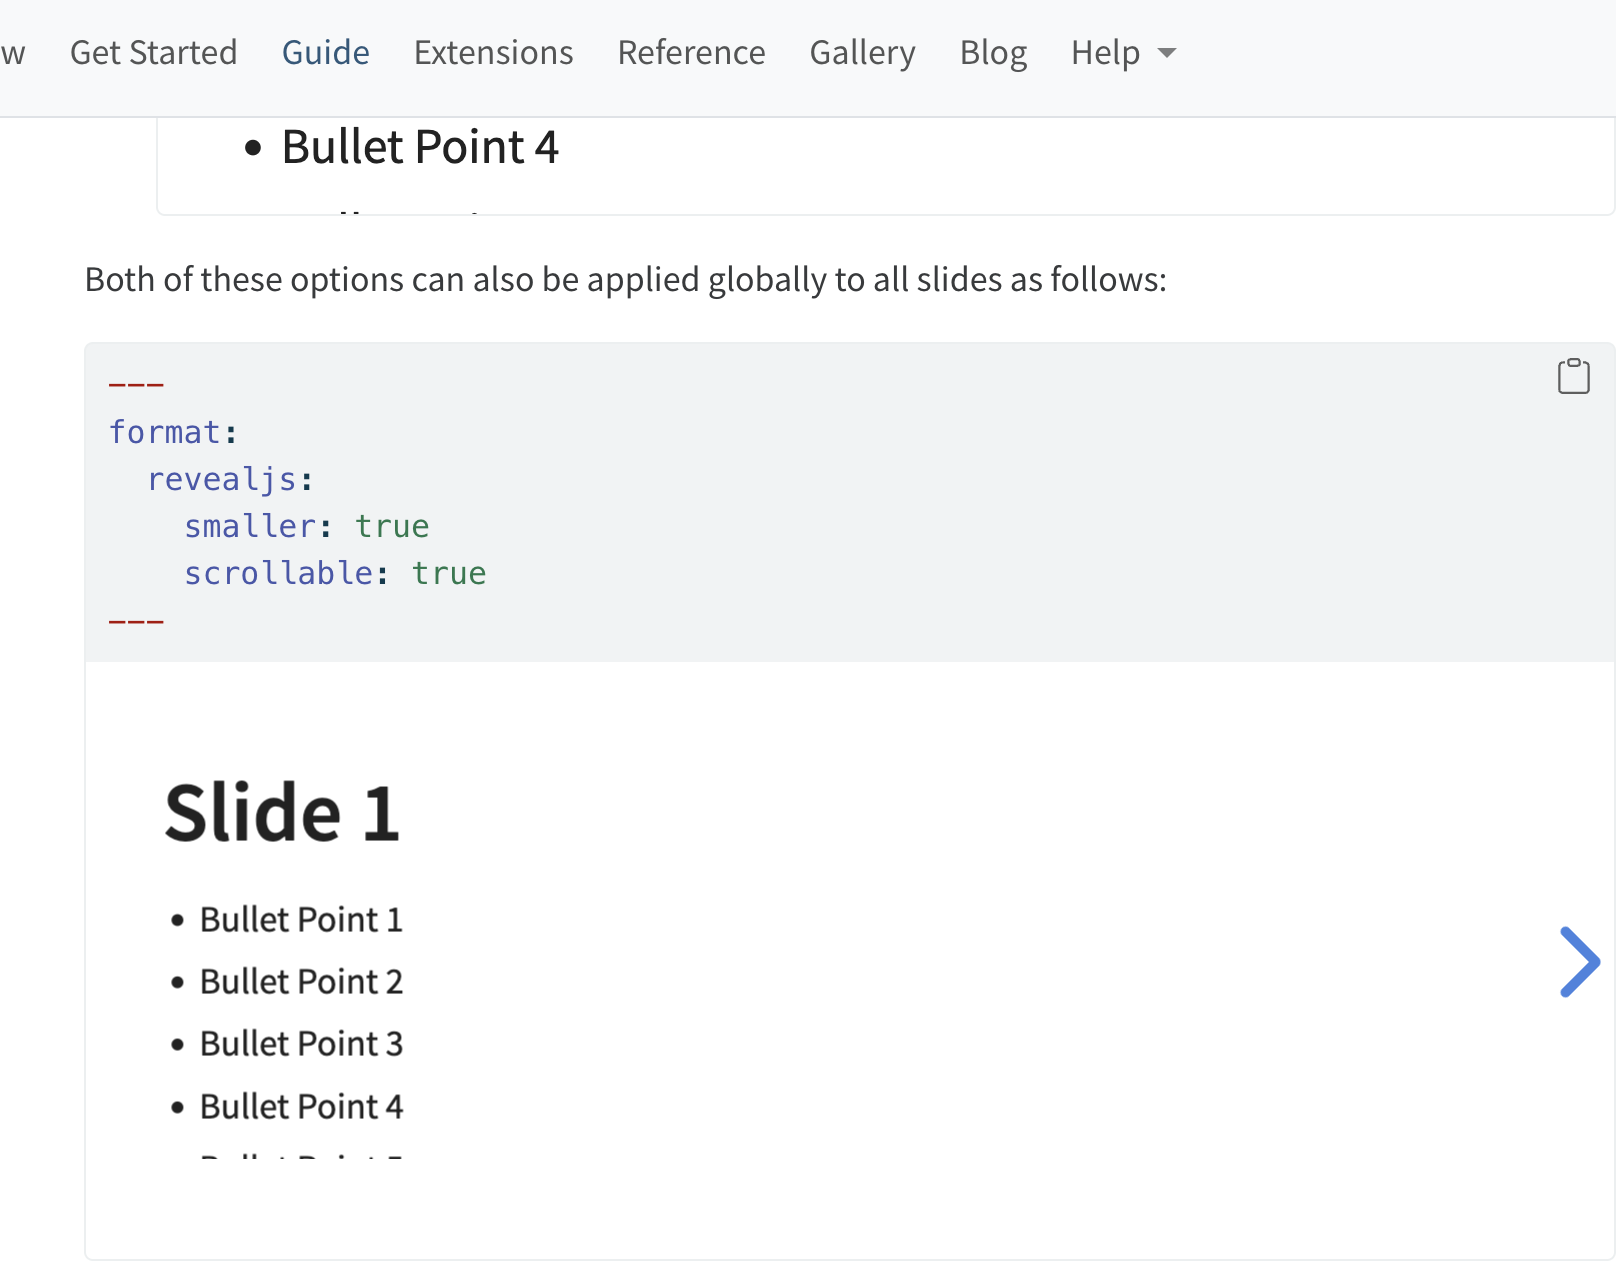 Get Started Guide Extensions Reference Gallery Blog Help
• Bullet Point 4
Both of these options can also be applied globally to all slides as follows:
---
format:
  revealjs:
    smaller: true
    scrollable: true
---
Slide 1
• Bullet Point 1
• Bullet Point 2
• Bullet Point 3
• Bullet Point 4